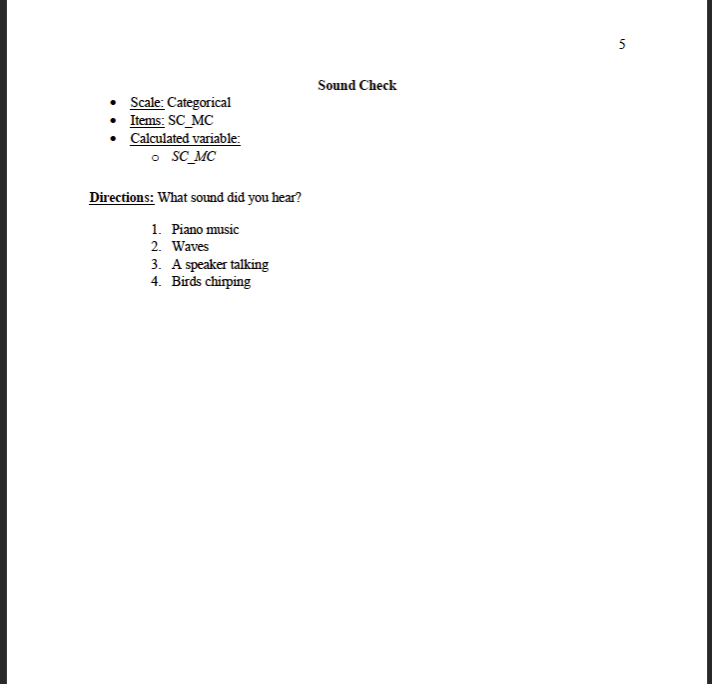 5
Sound Check
• Scale: Categorical
• Items: SC_MC
• Calculated variable:
o SC_MC
Directions: What sound did you hear?
1. Piano music
2. Waves
3. A speaker talking
4. Birds chirping